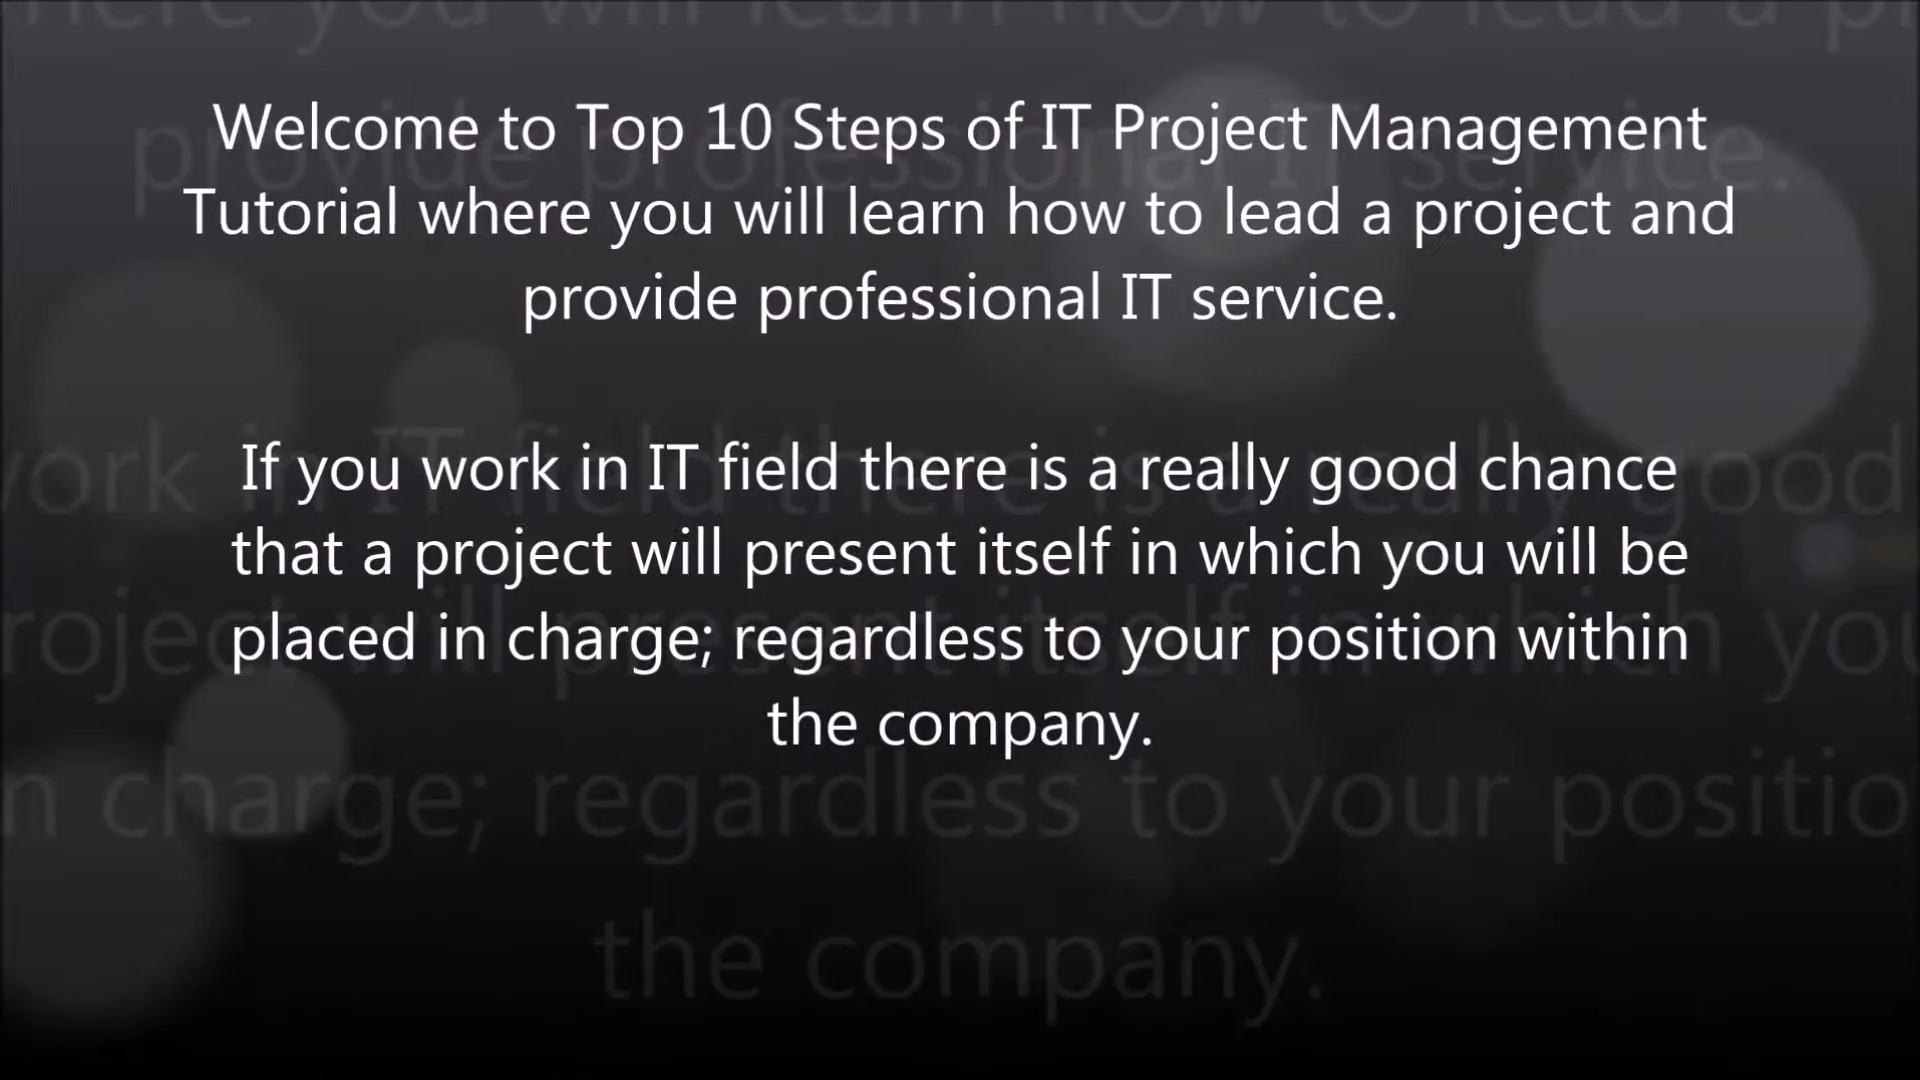 Welcome to Top 10 Steps of IT Project Management
Tutorial where you will learn how to lead a project and
provide professional IT service.
If you work in IT field there is a really good chance
that a project will present itself in which you will be
placed in charge; regardless to your position within
the company.